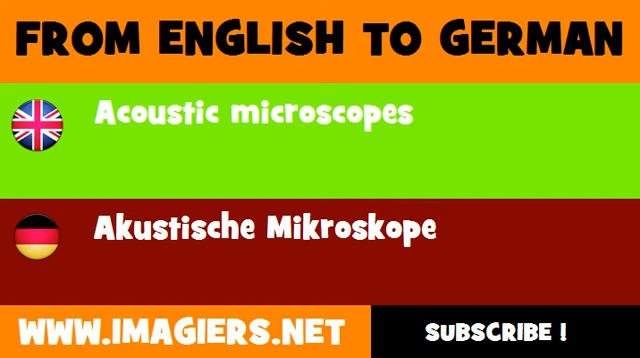 FROM ENGLISH TO GERMAN
Acoustic microscopes
Akustische Mikroskope
WWW.IMAGIERS.NET
SUBSCRIBE !